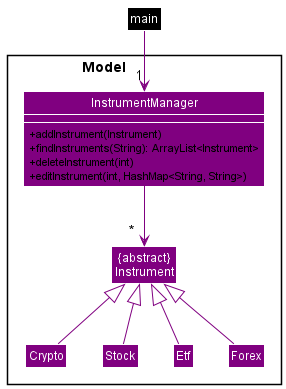 main
1
Model
InstrumentManager
+addInstrument(Instrument)
+findInstruments(String): ArrayList<Instrument>
+deleteInstrument(int)
+editInstrument(int, HashMap<String, String>)
*
{abstract}
Instrument
Crypto
Stock
Etf
Forex